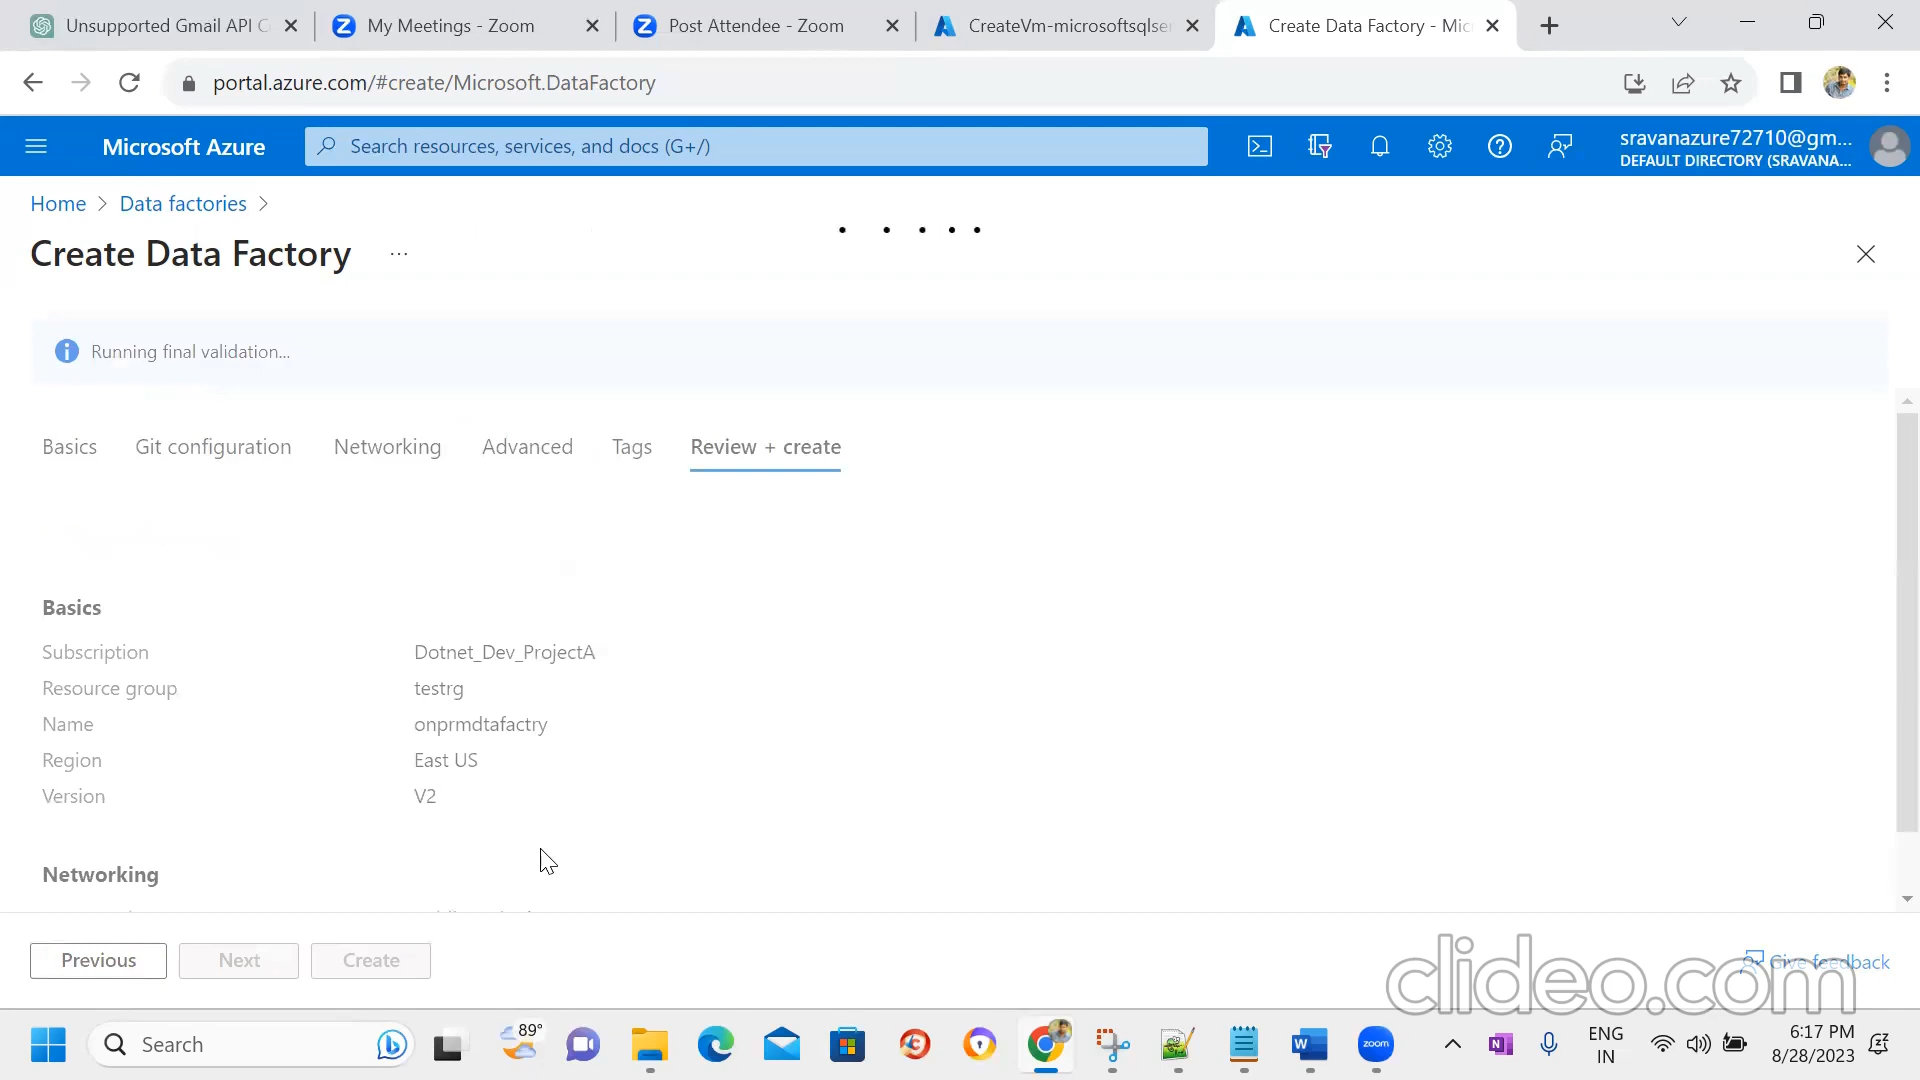 Unsupported Gmail API C
My Meetings - Zoom
Post Attendee - Zoom
CreateVm-microsoftsqlser
Create Data Factory - Mic
portal.azure.com/#create/Microsoft.DataFactory
Microsoft Azure
Search resources, services, and docs (G+/)
sravanazure72710@gm...
DEFAULT DIRECTORY (SRAVANA...
Home > Data factories >
Create Data Factory ...
Running final validation...
Basics
Git configuration
Networking
Advanced
Tags
Review + create
Basics
Subscription Dotnet_Dev_ProjectA
Resource group testrg
Name onprmdtafactry
Region East US
Version V2
Networking
Previous
Next
Create
Give feedback
clideo.com
Search
89°
zoom
ENG
IN
6:17 PM
8/28/2023